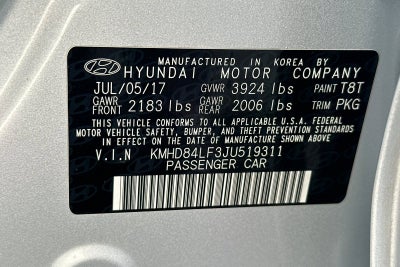 MANUFACTURED IN KOREA BY
HYUNDAI MOTOR COMPANY
JUL/05/17 GVWR 3924 lbs PAINT T8T
GAWR FRONT 2183 lbs GAWR REAR 2006 lbs TRIM PKG
THIS VEHICLE CONFORMS TO ALL APPLICABLE U.S.A. FEDERAL
MOTOR VEHICLE SAFETY, BUMPER, AND THEFT PREVENTION STANDARDS
IN EFFECT ON THE DATE OF MANUFACTURE SHOWN ABOVE.
V.I.N KMHD84LF3JU519311
PASSENGER CAR